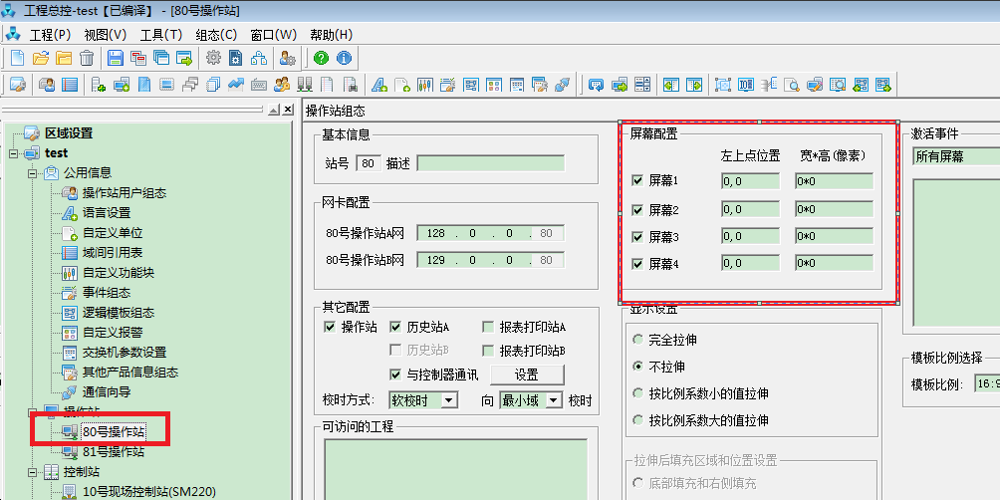 工程总控-test【已编译】 - [80号操作站]
工程(P) 视图(V) 工具(T) 组态(C) 窗口(W) 帮助(H)
区域设置
test
公用信息
操作站用户组态
语言设置
自定义单位
域间引用表
自定义功能块
事件组态
逻辑模板组态
自定义报警
交换机参数设置
其他产品信息组态
通信向导
操作站
80号操作站
81号操作站
控制站
10号现场控制站(SM220)
操作站组态
基本信息
站号 80 描述
网卡配置
80号操作站A网 128 . 0 . 0 . 80
80号操作站B网 129 . 0 . 0 . 80
其它配置
操作站 历史站A 报表打印站A
历史站B 报表打印站B
与控制器通讯 设置
校时方式: 软校时 向 最小域 校时
可访问的工程
屏幕配置
左上点位置 宽*高(像素)
屏幕1 0,0 0*0
屏幕2 0,0 0*0
屏幕3 0,0 0*0
屏幕4 0,0 0*0
显示设置
完全拉伸
不拉伸
按比例系数小的值拉伸
按比例系数大的值拉伸
拉伸后填充区域和位置设置
底部填充和右侧填充
激活事件
所有屏幕
模板比例选择
模板比例: 16:9